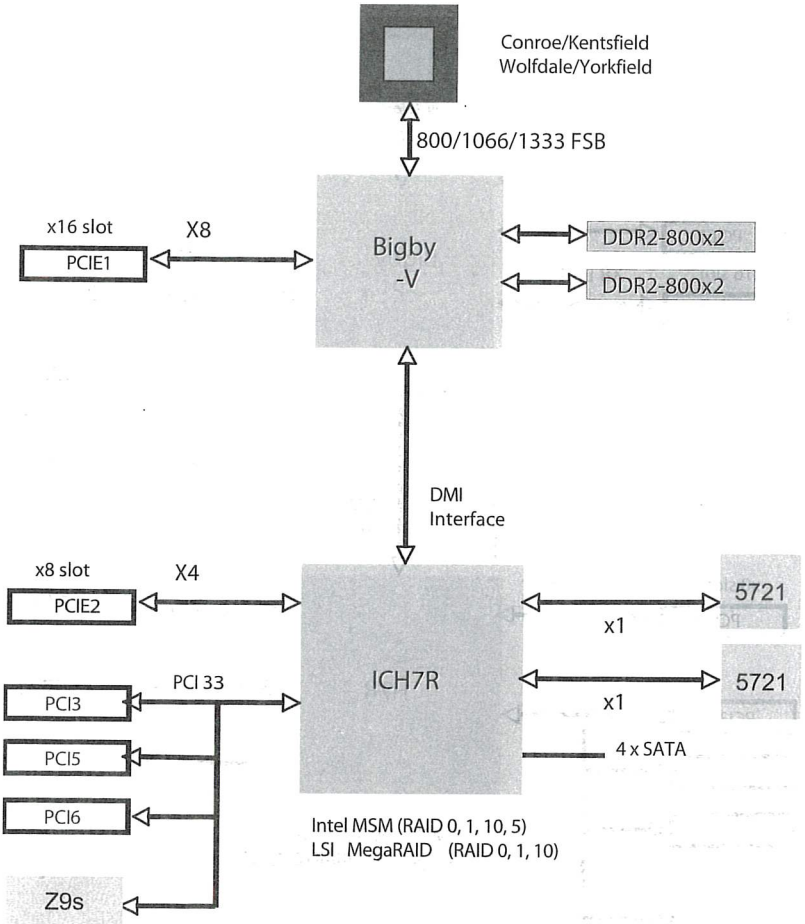 Conroe/Kentsfield
Wolfdale/Yorkfield
800/1066/1333 FSB
x16 slot
X8
PCIE1
Bigby
-V
DDR2-800x2
DDR2-800x2
DMI
Interface
x8 slot
X4
PCIE2
5721
x1
PCI 33
ICH7R
5721
x1
PCI3
PCI5
4 x SATA
PCI6
Intel MSM (RAID 0, 1, 10, 5)
LSI MegaRAID (RAID 0, 1, 10)
Z9s